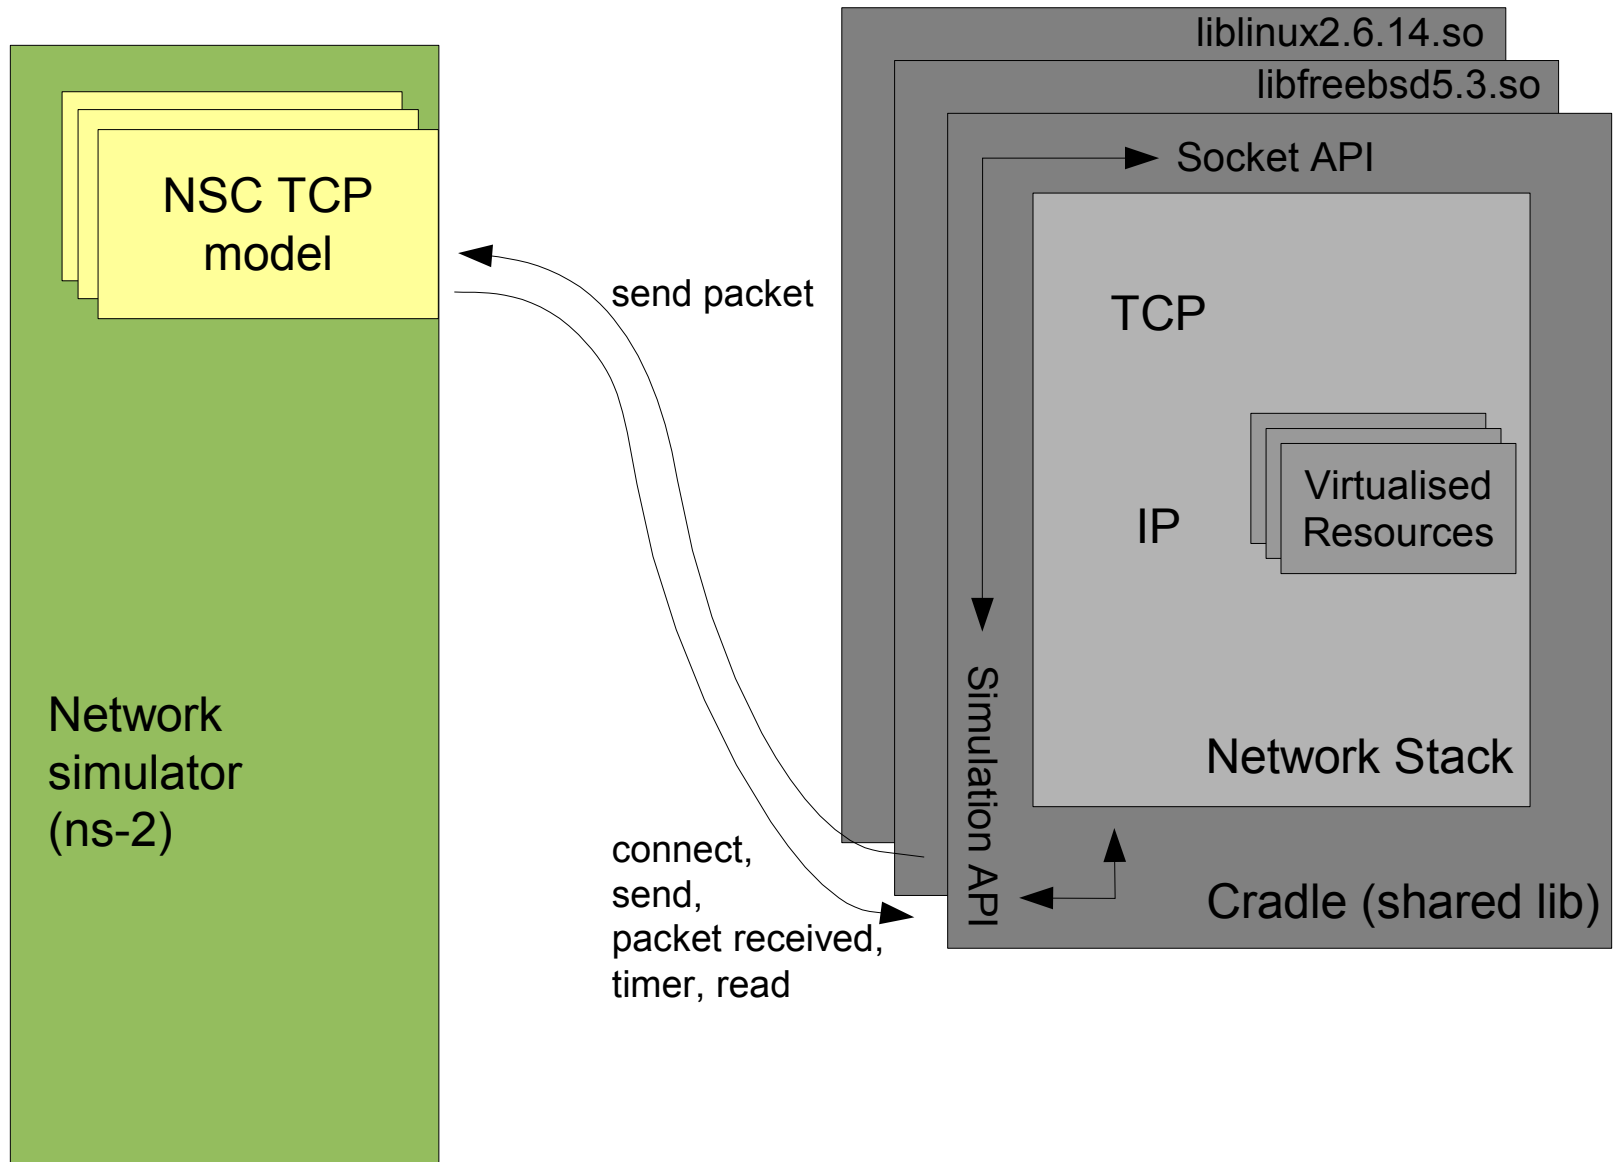 liblinux2.6.14.so
libfreebsd5.3.so
Socket API
NSC TCP
model
send packet
TCP
Virtualised
Resources
IP
Simulation API
Network
simulator
(ns-2)
Network Stack
connect,
send,
packet received,
timer, read
Cradle (shared lib)